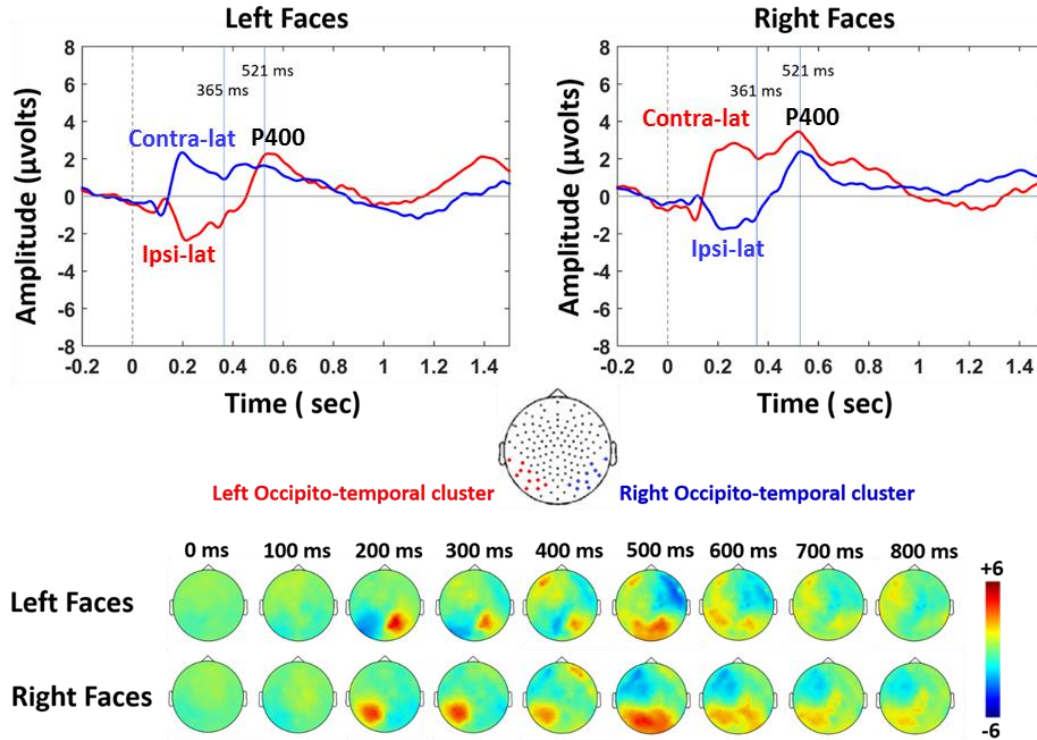 Left Faces
Right Faces
8
6
4
2
0
-2
-4
-6
-8
Amplitude (µvolts)
521 ms
365 ms
Contra-lat
P400
Ipsi-lat
-0.2 0 0.2 0.4 0.6 0.8 1 1.2 1.4
Time ( sec)
8
6
4
2
0
-2
-4
-6
-8
Amplitude (µvolts)
521 ms
361 ms
Contra-lat
P400
Ipsi-lat
-0.2 0 0.2 0.4 0.6 0.8 1 1.2 1.4
Time ( sec)
Left Occipito-temporal cluster
Right Occipito-temporal cluster
0 ms 100 ms 200 ms 300 ms 400 ms 500 ms 600 ms 700 ms 800 ms
+6
Left Faces
Right Faces
-6